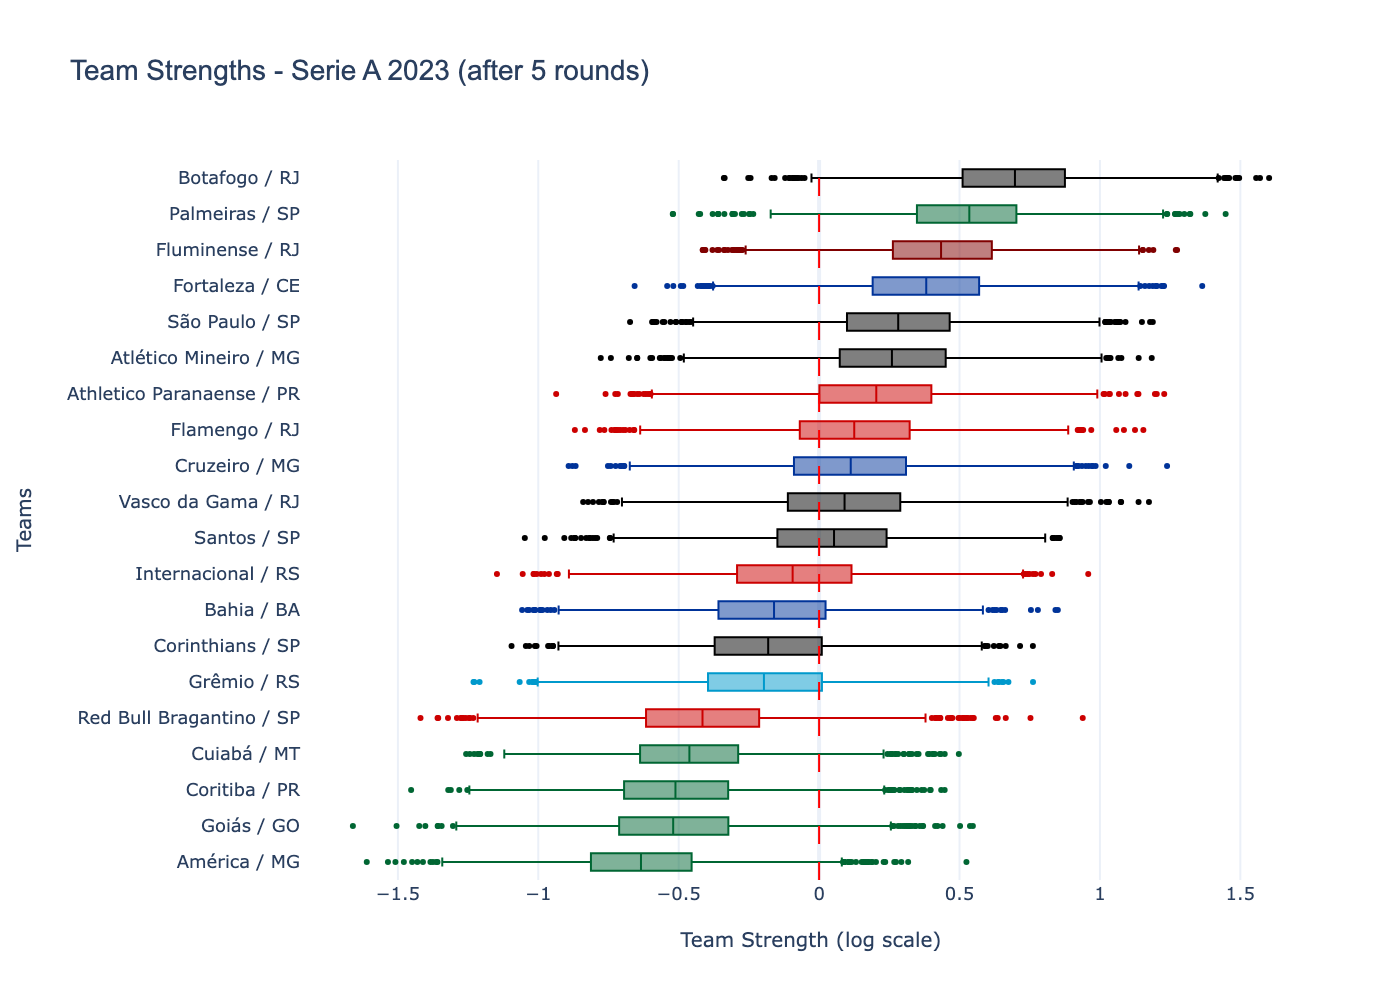 Team Strengths - Serie A 2023 (after 5 rounds)
Teams
Botafogo / RJ
Palmeiras / SP
Fluminense / RJ
Fortaleza / CE
São Paulo / SP
Atlético Mineiro / MG
Athletico Paranaense / PR
Flamengo / RJ
Cruzeiro / MG
Vasco da Gama / RJ
Santos / SP
Internacional / RS
Bahia / BA
Corinthians / SP
Grêmio / RS
Red Bull Bragantino / SP
Cuiabá / MT
Coritiba / PR
Goiás / GO
América / MG
−1.5 −1 −0.5 0 0.5 1 1.5
Team Strength (log scale)